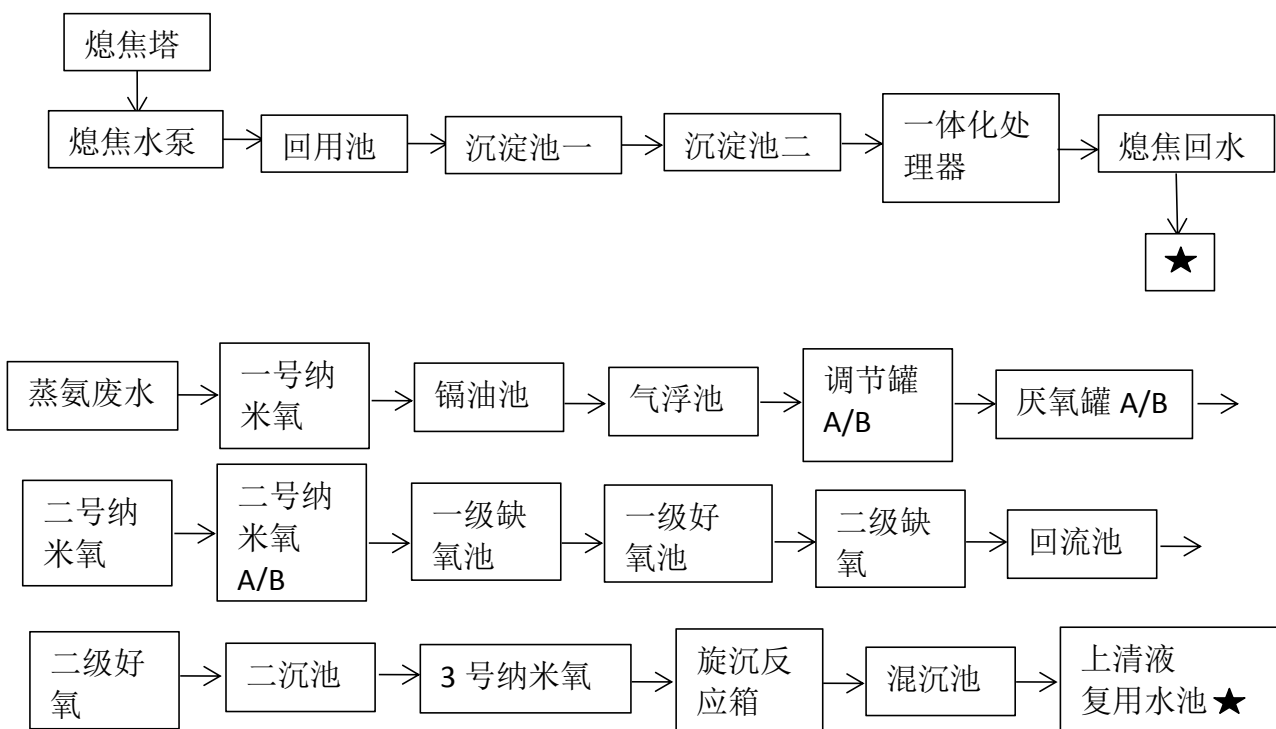 熄焦塔
熄焦水泵
回用池
沉淀池一
沉淀池二
一体化处
理器
熄焦回水
★
蒸氨废水
一号纳
米氧
镉油池
气浮池
调节罐
A/B
厌氧罐 A/B
二号纳
米氧
二号纳
米氧
A/B
一级缺
氧池
一级好
氧池
二级缺
氧
回流池
二级好
氧
二沉池
3 号纳米氧
旋沉反
应箱
混沉池
上清液
复用水池★